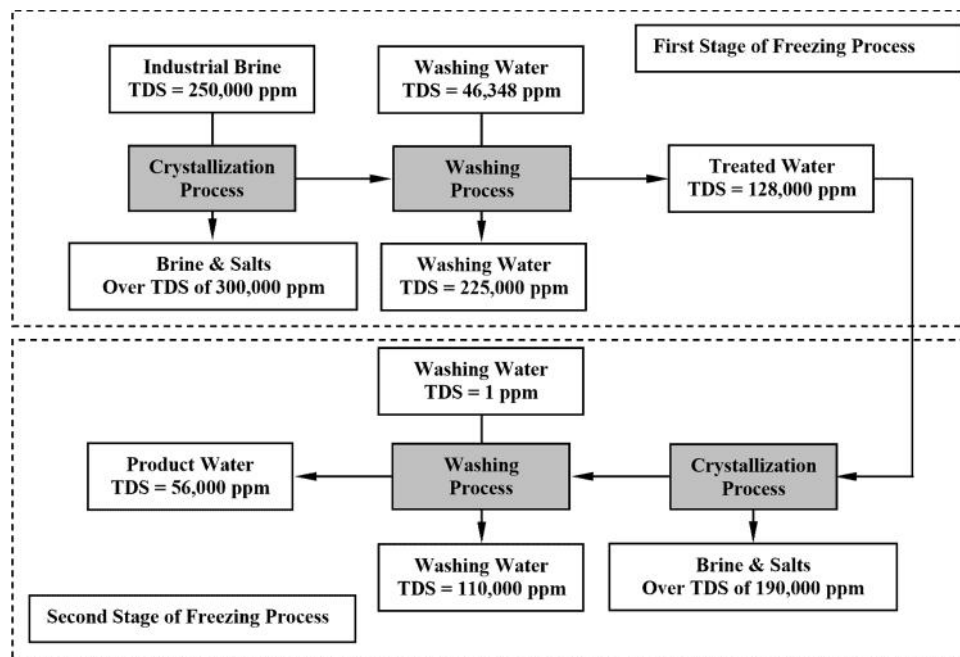 First Stage of Freezing Process
Industrial Brine
TDS = 250,000 ppm
Washing Water
TDS = 46,348 ppm
Crystallization
Process
Washing
Process
Treated Water
TDS = 128,000 ppm
Brine & Salts
Over TDS of 300,000 ppm
Washing Water
TDS = 225,000 ppm
Washing Water
TDS = 1 ppm
Product Water
TDS = 56,000 ppm
Washing
Process
Crystallization
Process
Washing Water
TDS = 110,000 ppm
Brine & Salts
Over TDS of 190,000 ppm
Second Stage of Freezing Process